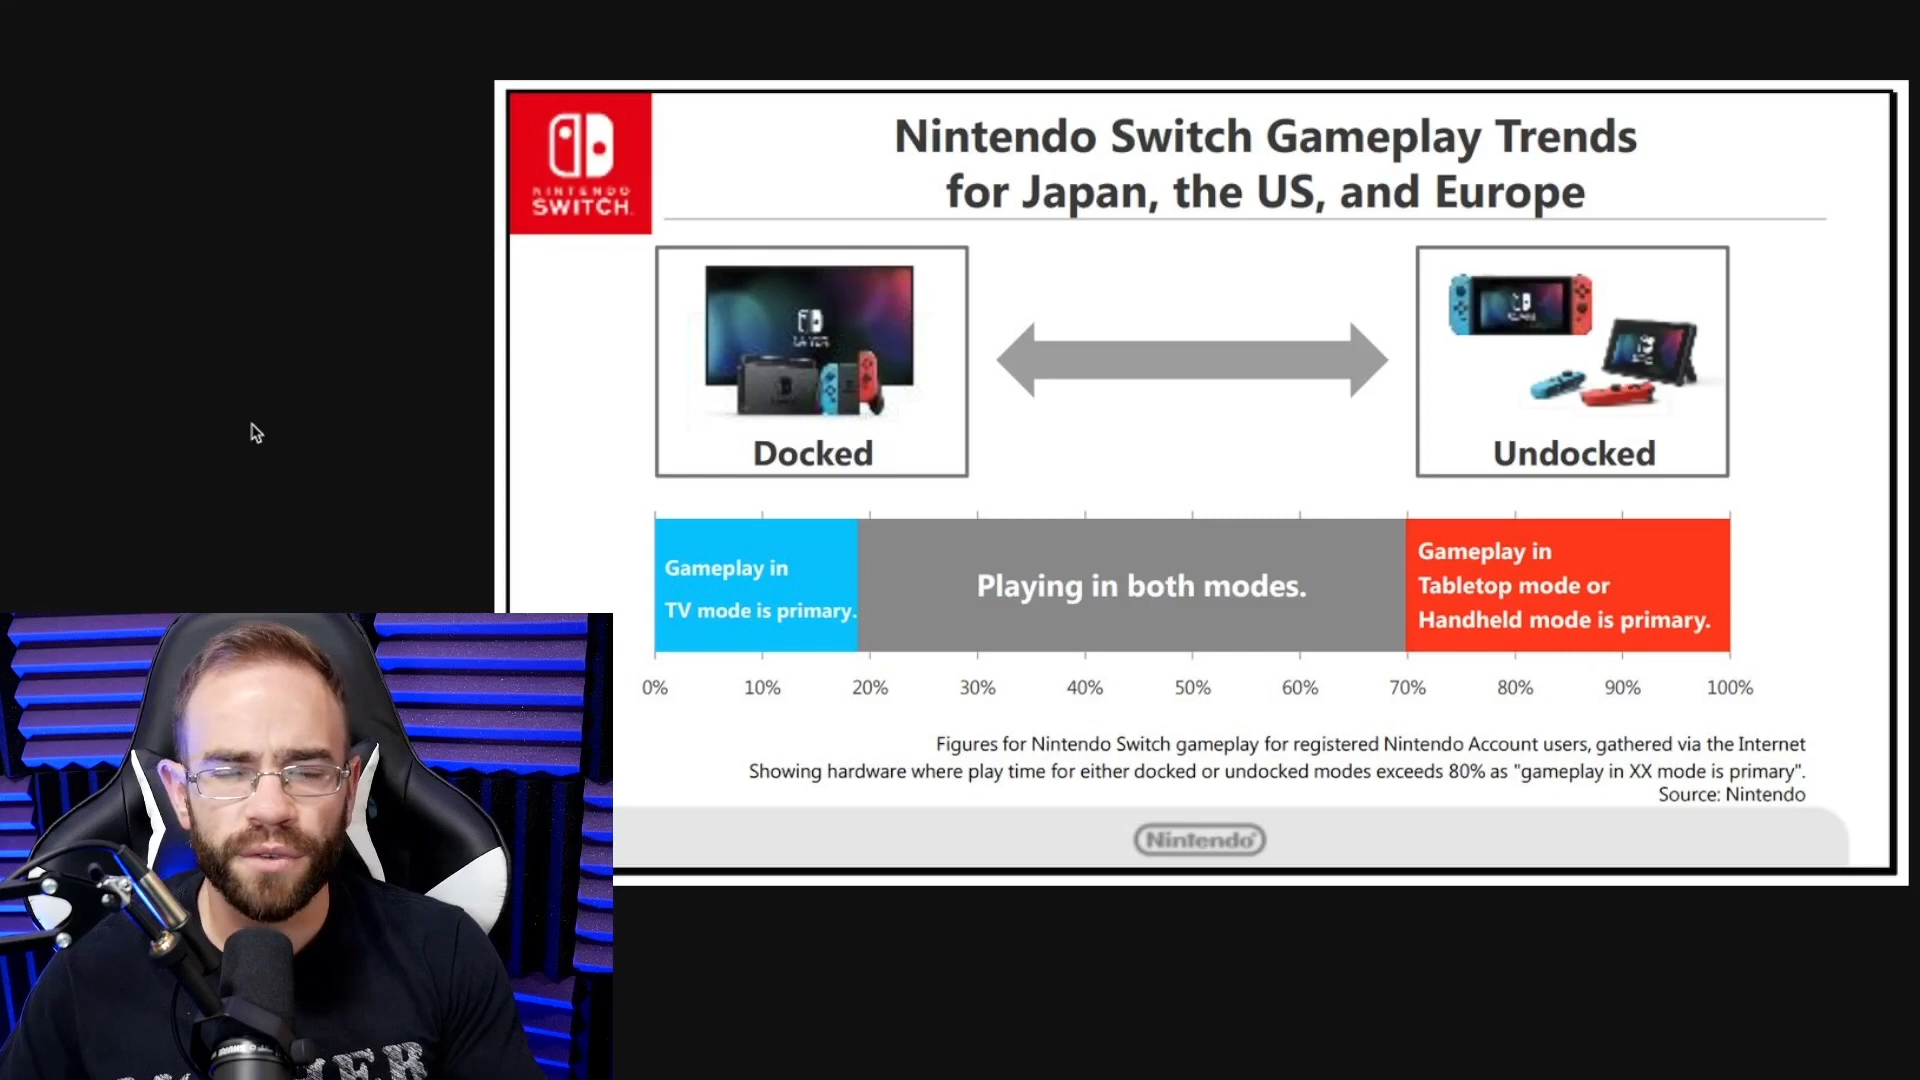 Nintendo Switch Gameplay Trends
for Japan, the US, and Europe
NINTENDO
SWITCH
Docked
Undocked
Gameplay in
TV mode is primary.
Playing in both modes.
Gameplay in
Tabletop mode or
Handheld mode is primary.
0% 10% 20% 30% 40% 50% 60% 70% 80% 90% 100%
Figures for Nintendo Switch gameplay for registered Nintendo Account users, gathered via the Internet
Showing hardware where play time for either docked or undocked modes exceeds 80% as "gameplay in XX mode is primary".
Source: Nintendo
Nintendo